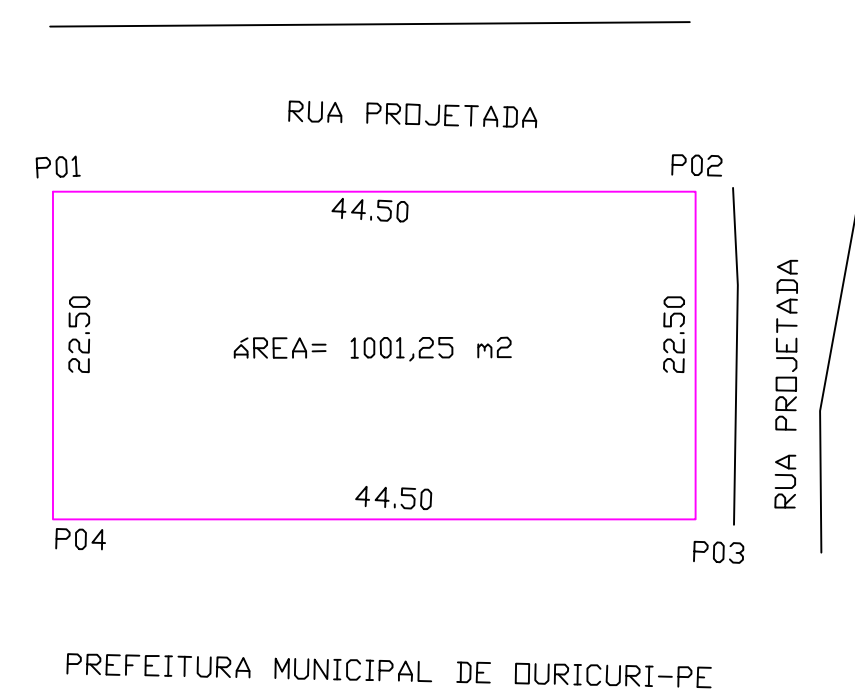 RUA PROJETADA
P01
P02
44.50
22.50
22.50
áREA= 1001,25 m2
RUA PROJETADA
44.50
P04
P03
PREFEITURA MUNICIPAL DE OURICURI-PE